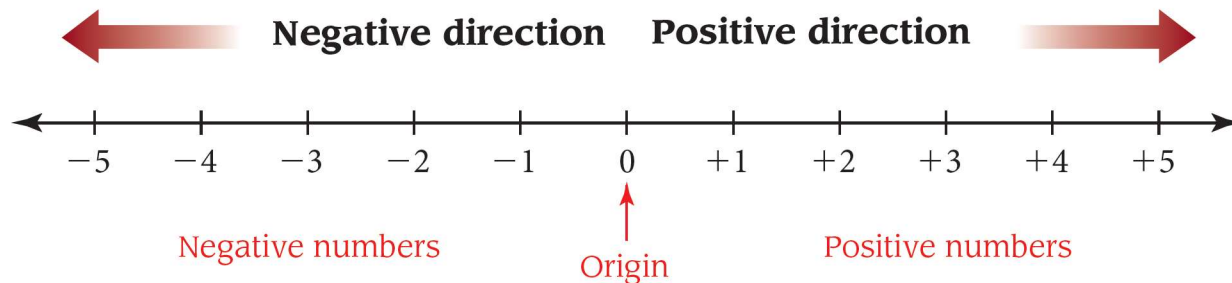 Negative direction Positive direction
−5 −4 −3 −2 −1 0 +1 +2 +3 +4 +5
Negative numbers Positive numbers
Origin